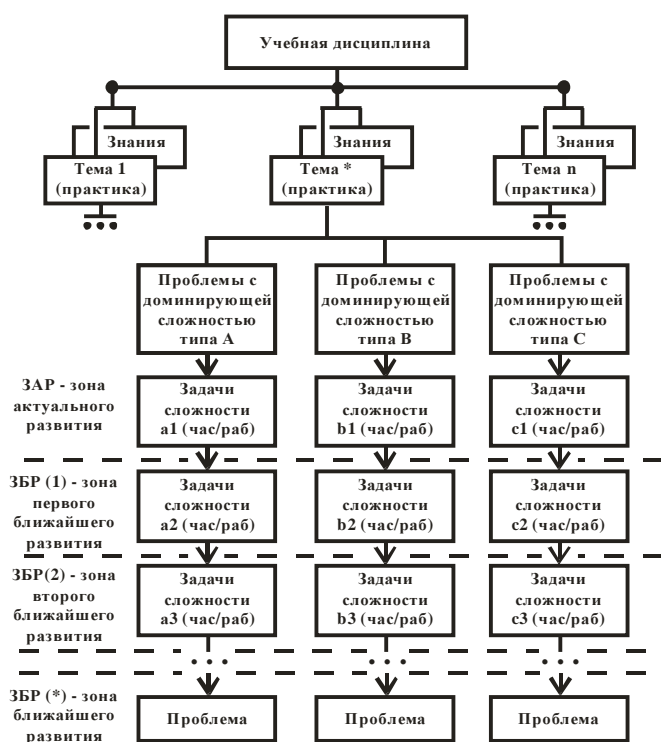 Учебная дисциплина
Знания
Тема 1
(практика)
Знания
Тема *
(практика)
Знания
Тема n
(практика)
Проблемы с
доминирующей
сложностью
типа A
Проблемы с
доминирующей
сложностью
типа B
Проблемы с
доминирующей
сложностью
типа C
ЗАР - зона
актуального
развития
Задачи
сложности
a1 (час/раб)
Задачи
сложности
b1 (час/раб)
Задачи
сложности
c1 (час/раб)
ЗБР (1) - зона
первого
ближайшего
развития
Задачи
сложности
a2 (час/раб)
Задачи
сложности
b2 (час/раб)
Задачи
сложности
c2 (час/раб)
ЗБР(2) - зона
второго
ближайшего
развития
Задачи
сложности
a3 (час/раб)
Задачи
сложности
b3 (час/раб)
Задачи
сложности
c3 (час/раб)
ЗБР (*) - зона
ближайшего
развития
Проблема
Проблема
Проблема